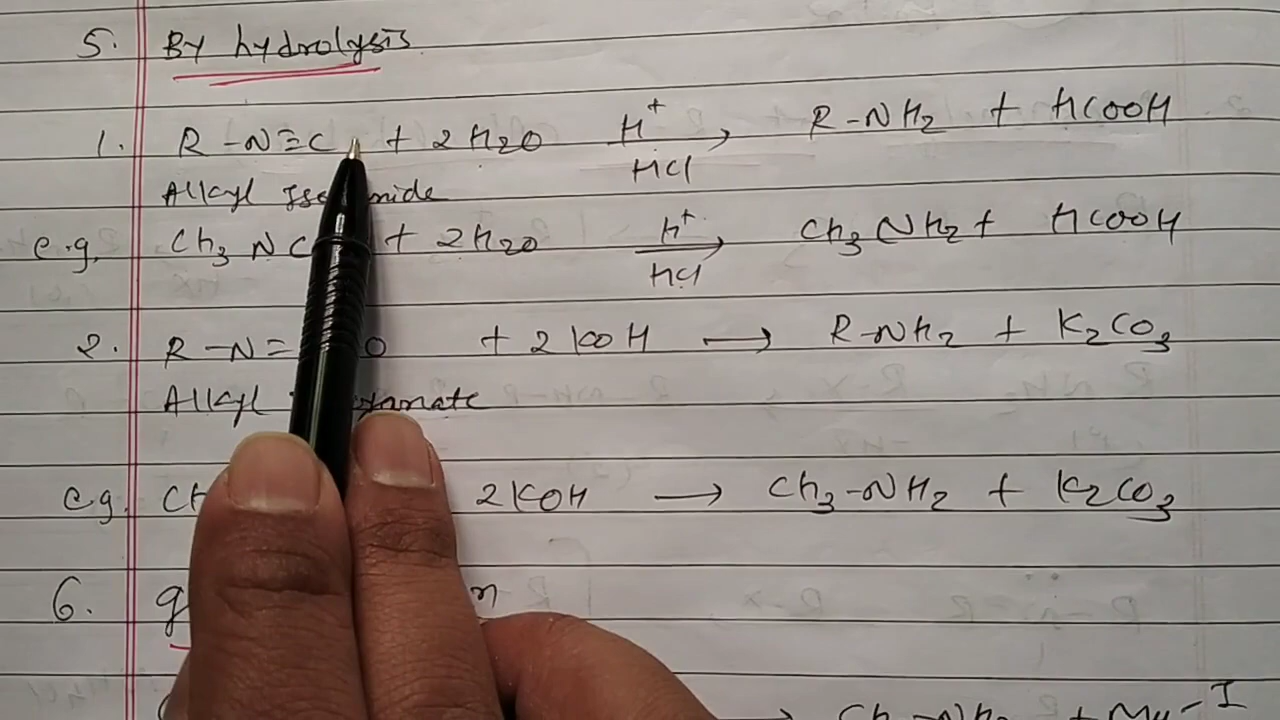 5. By hydrolysis
1. R-N≡C + 2H2O H+ HCl → R-NH2 + HCOOH
Alkyl
e.g. CH3 NC + 2H2O H+ HCl → CH3NH2 + HCOOH
2. R-N= O + 2KOH → R-NH2 + K2CO3
Alkyl
e.g. 2KOH → CH3-NH2 + K2CO3
6.